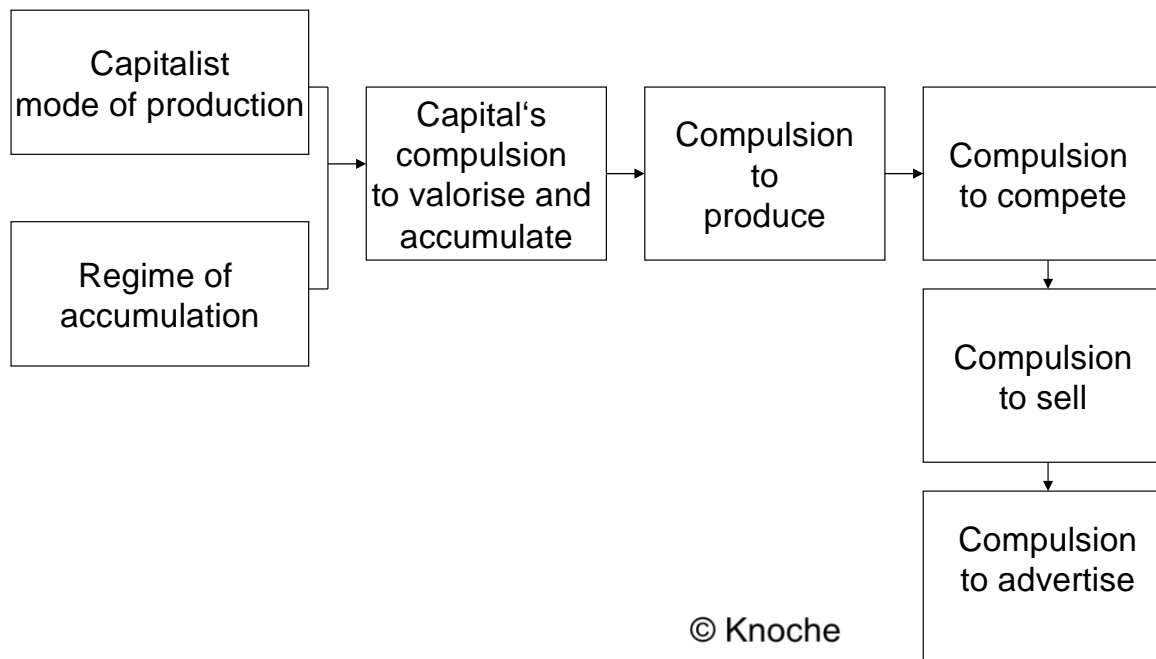 Capitalist
mode of production
Regime of
accumulation
Capital‘s
compulsion
to valorise and
accumulate
Compulsion
to
produce
Compulsion
to compete
Compulsion
to sell
Compulsion
to advertise
© Knoche